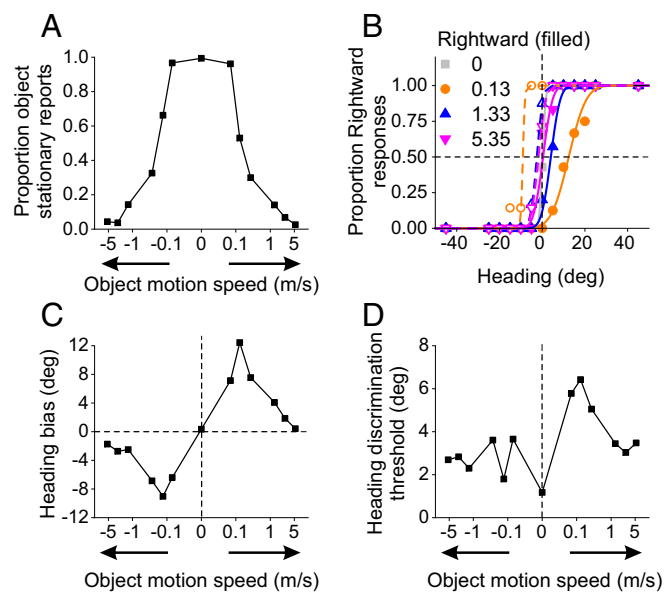 A
Proportion object
stationary reports
1.0
0.8
0.6
0.4
0.2
0.0
-5 -1 -0.1 0 0.1 1 5
Object motion speed (m/s)
B
Rightward (filled)
0
0.13
1.33
5.35
Proportion Rightward
responses
1.00
0.75
0.50
0.25
0.00
-40 -20 0 20 40
Heading (deg)
C
Heading bias (deg)
12
8
4
0
-4
-8
-12
-5 -1 -0.1 0 0.1 1 5
Object motion speed (m/s)
D
Heading discrimination
threshold (deg)
8
6
4
2
0
-5 -1 -0.1 0 0.1 1 5
Object motion speed (m/s)